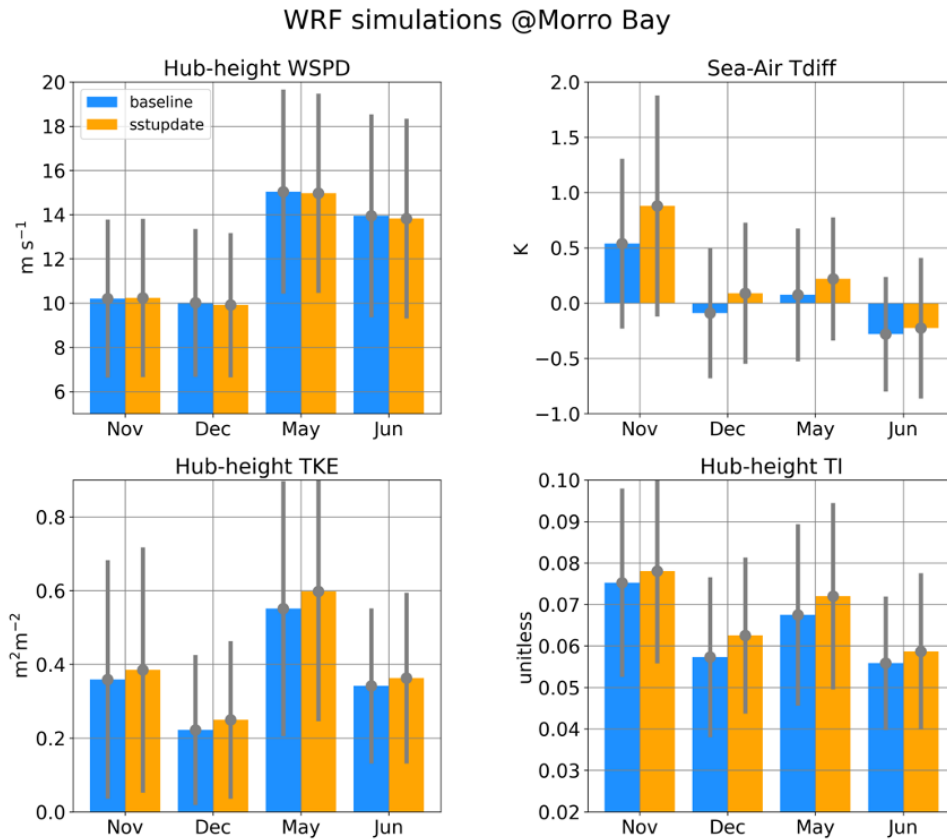 WRF simulations @Morro Bay
Hub-height WSPD
baseline
sstupdate
20
18
16
14
12
10
8
6
m s⁻¹
Nov Dec May Jun
Sea-Air Tdiff
2.0
1.5
1.0
0.5
0.0
−0.5
−1.0
K
Nov Dec May Jun
Hub-height TKE
0.8
0.6
0.4
0.2
0.0
m²m⁻²
Nov Dec May Jun
Hub-height TI
0.10
0.09
0.08
0.07
0.06
0.05
0.04
0.03
0.02
unitless
Nov Dec May Jun